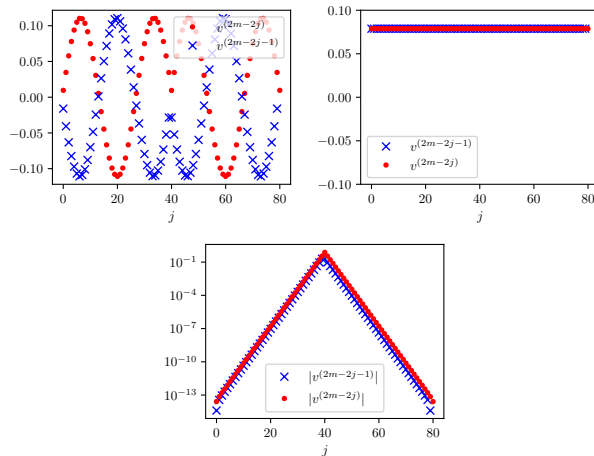 0.10
0.05
0.00
−0.05
−0.10
v^{(2m−2j)}
v^{(2m−2j−1)}
0 20 40 60 80
j
0.10
0.05
0.00
−0.05
−0.10
v^{(2m−2j−1)}
v^{(2m−2j)}
0 20 40 60 80
j
10^{−1}
10^{−4}
10^{−7}
10^{−10}
10^{−13}
|v^{(2m−2j−1)}|
|v^{(2m−2j)}|
0 20 40 60 80
j